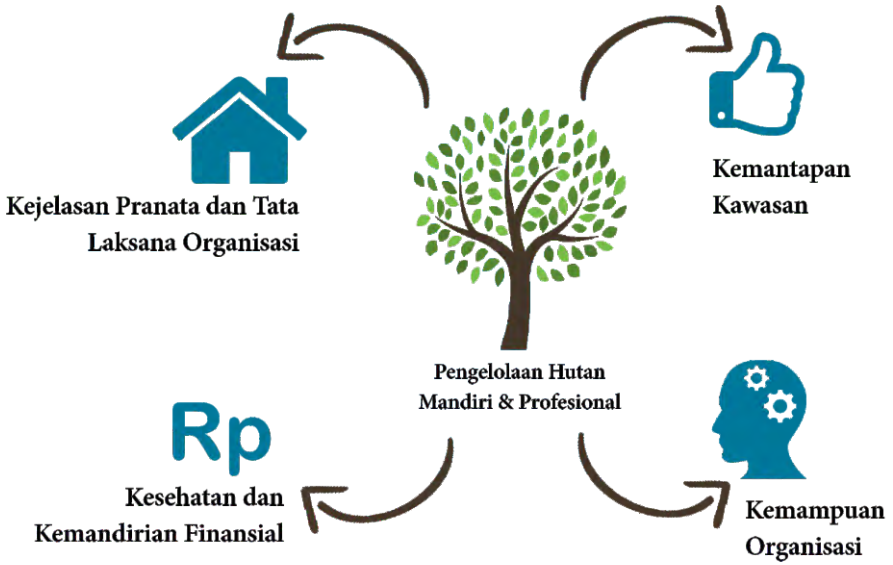 Kejelasan Pranata dan Tata
Laksana Organisasi
Kemantapan
Kawasan
Pengelolaan Hutan
Mandiri & Profesional
Rp
Kesehatan dan
Kemandirian Finansial
Kemampuan
Organisasi